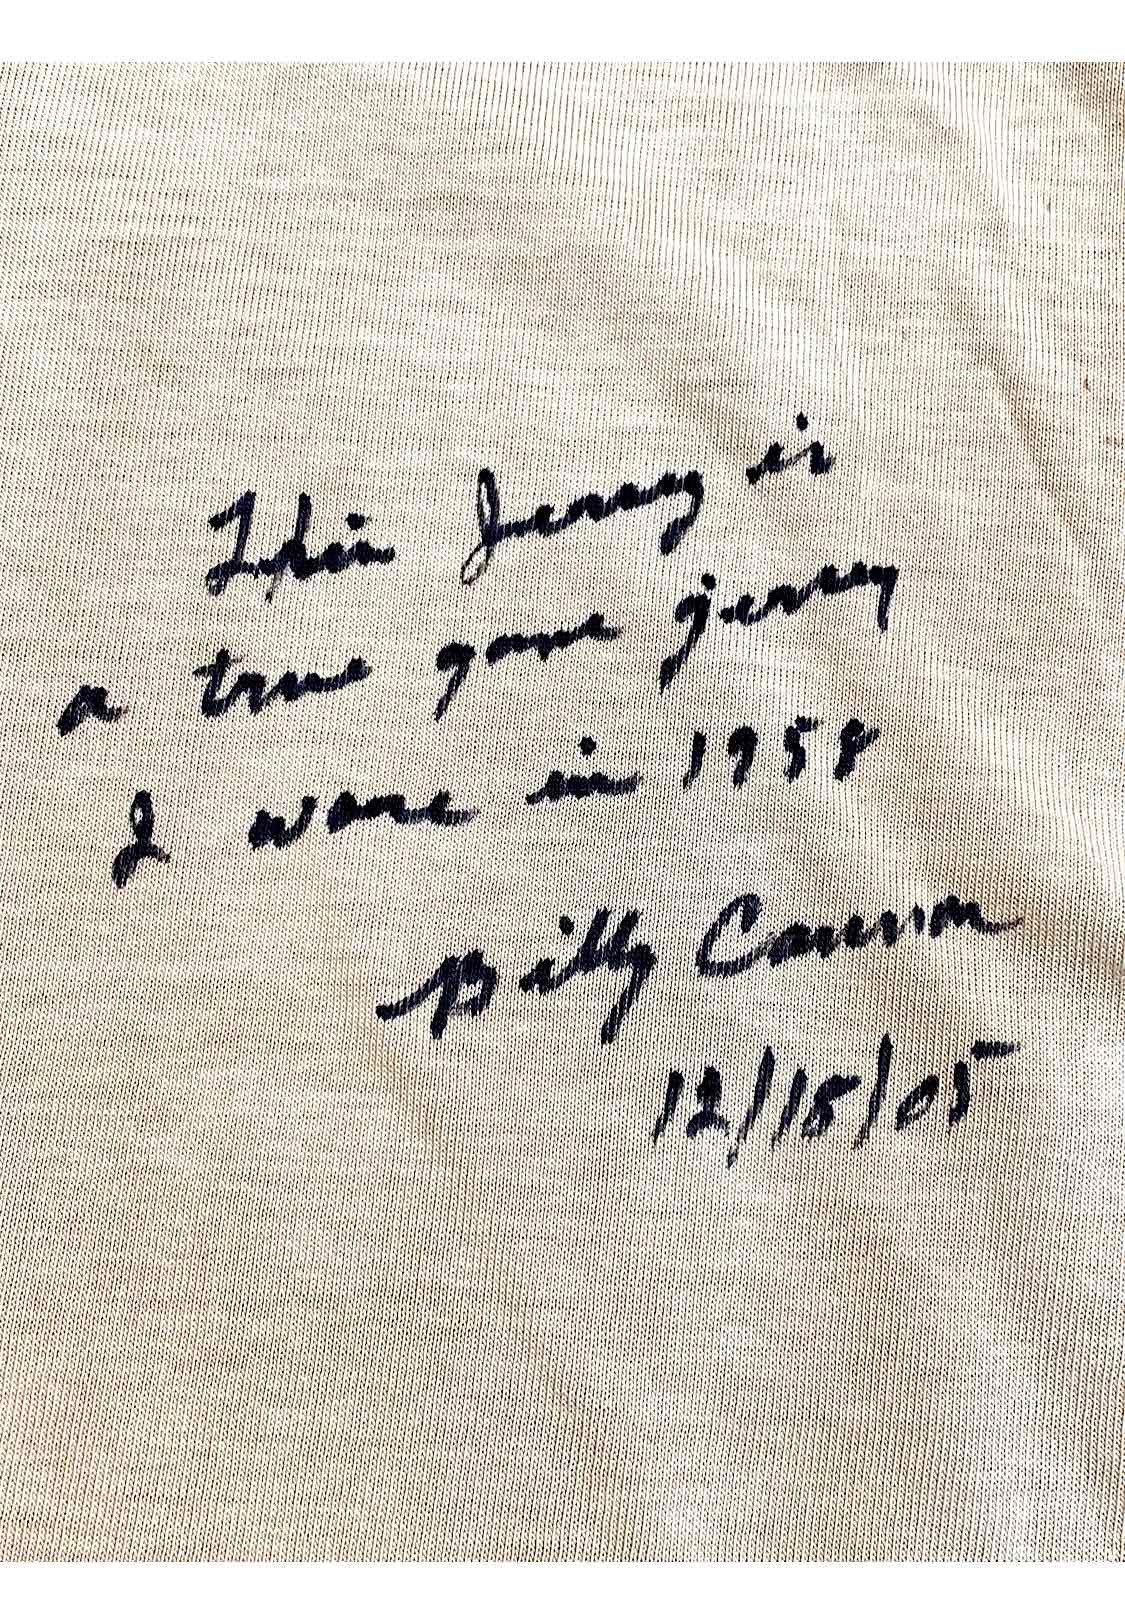 This Jersey is
a true game jersey
I wore in 1958
Billy Cannon
12/15/05